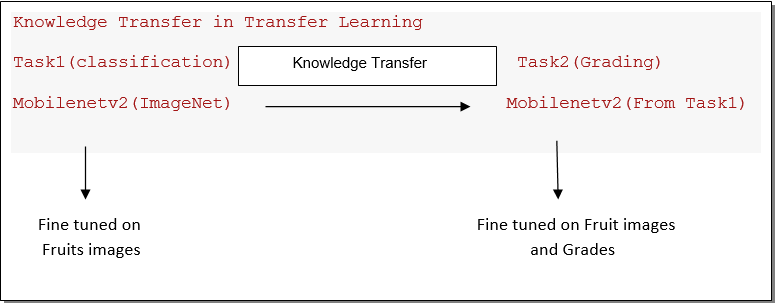 Knowledge Transfer in Transfer Learning
Task1(classification)
Knowledge Transfer
Task2(Grading)
Mobilenetv2(ImageNet)
Mobilenetv2(From Task1)
Fine tuned on
Fruits images
Fine tuned on Fruit images
and Grades